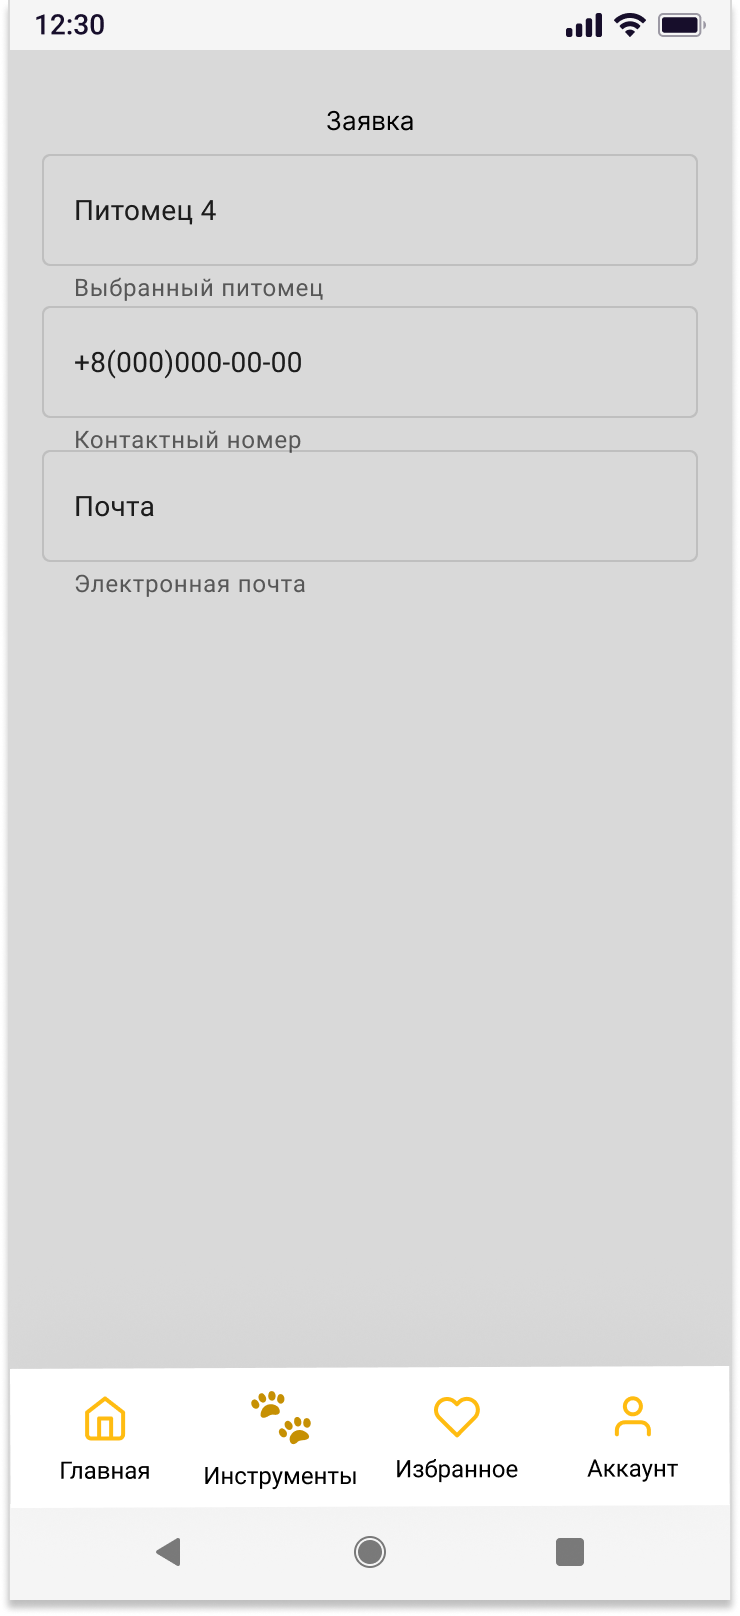 12:30
Заявка
Питомец 4
Выбранный питомец
+8(000)000-00-00
Контактный номер
Почта
Электронная почта
Главная
Инструменты
Избранное
Аккаунт